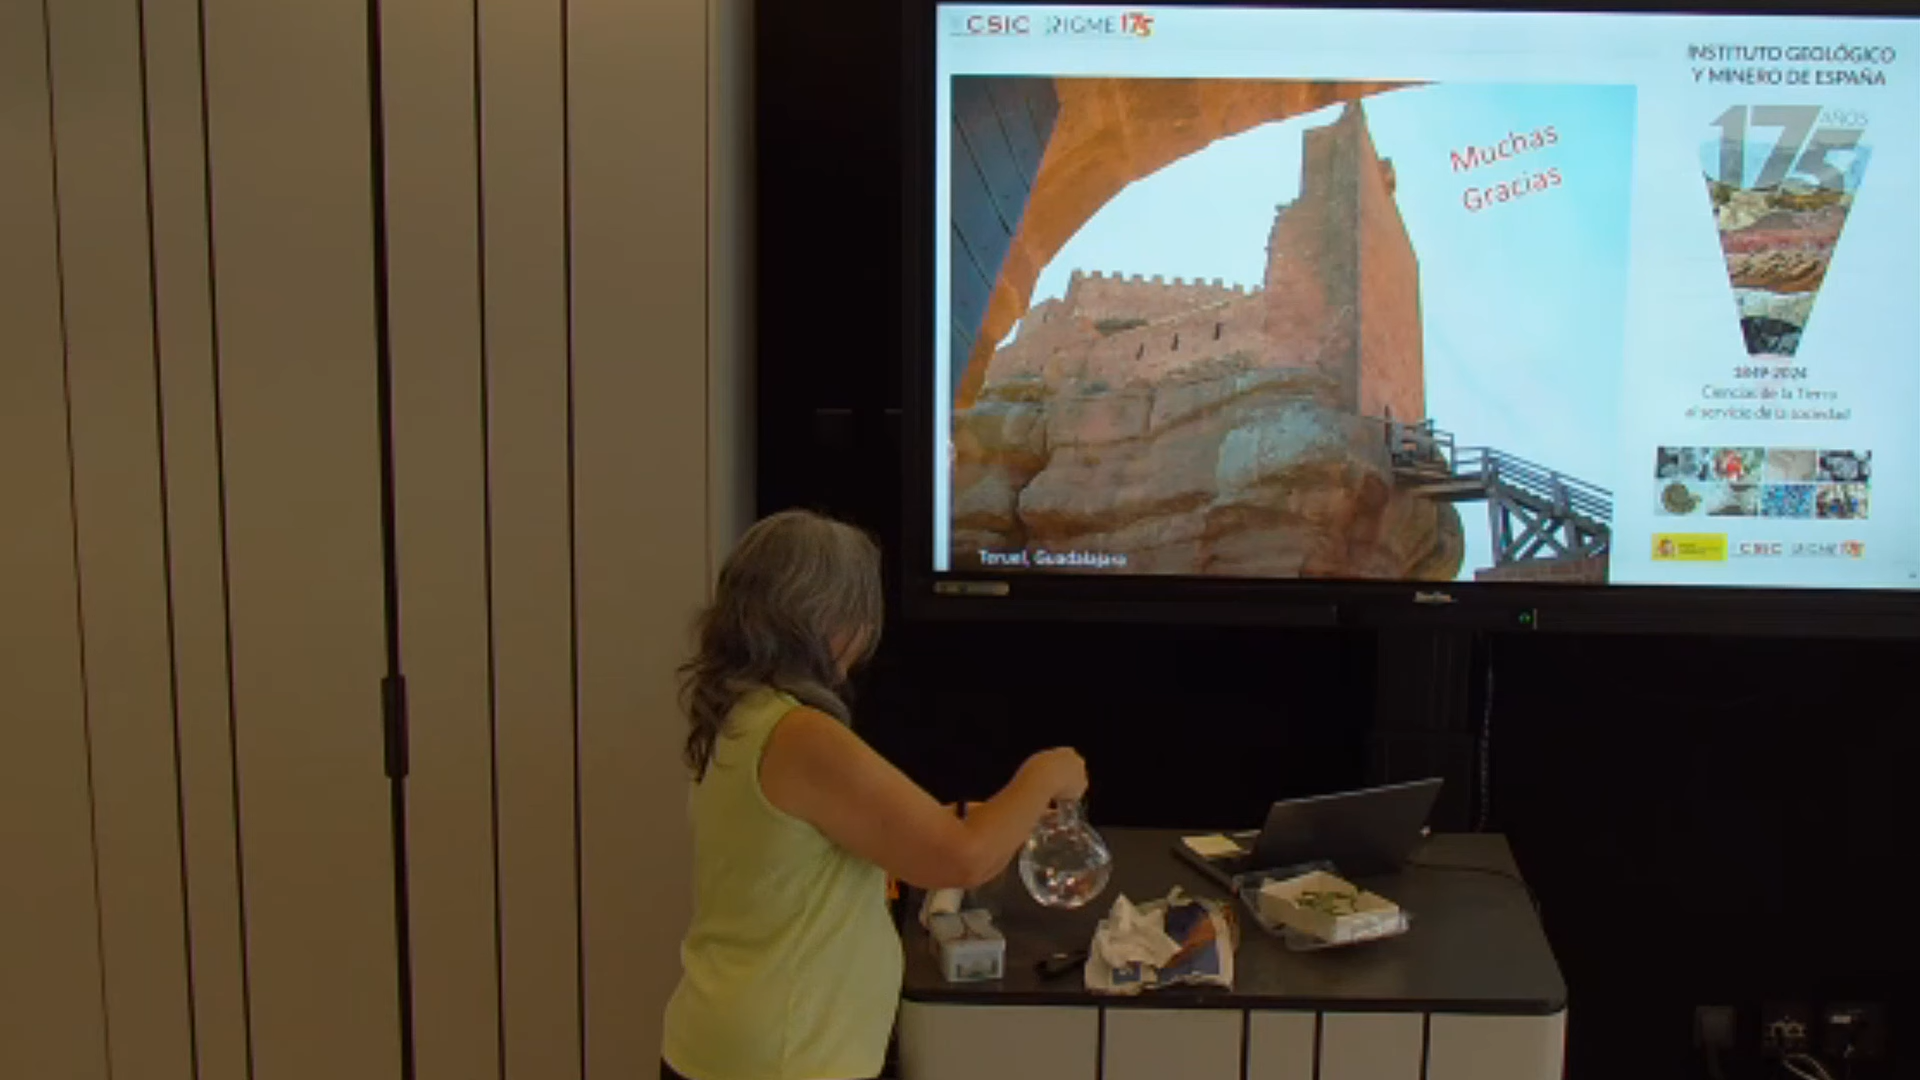 CSIC IGME 175
INSTITUTO GEOLÓGICO
Y MINERO DE ESPAÑA
175
AÑOS
Muchas
Gracias
1849-2024
Ciencias de la Tierra
al servicio de la sociedad
Teruel, Guadalajara
CSIC IGME 175